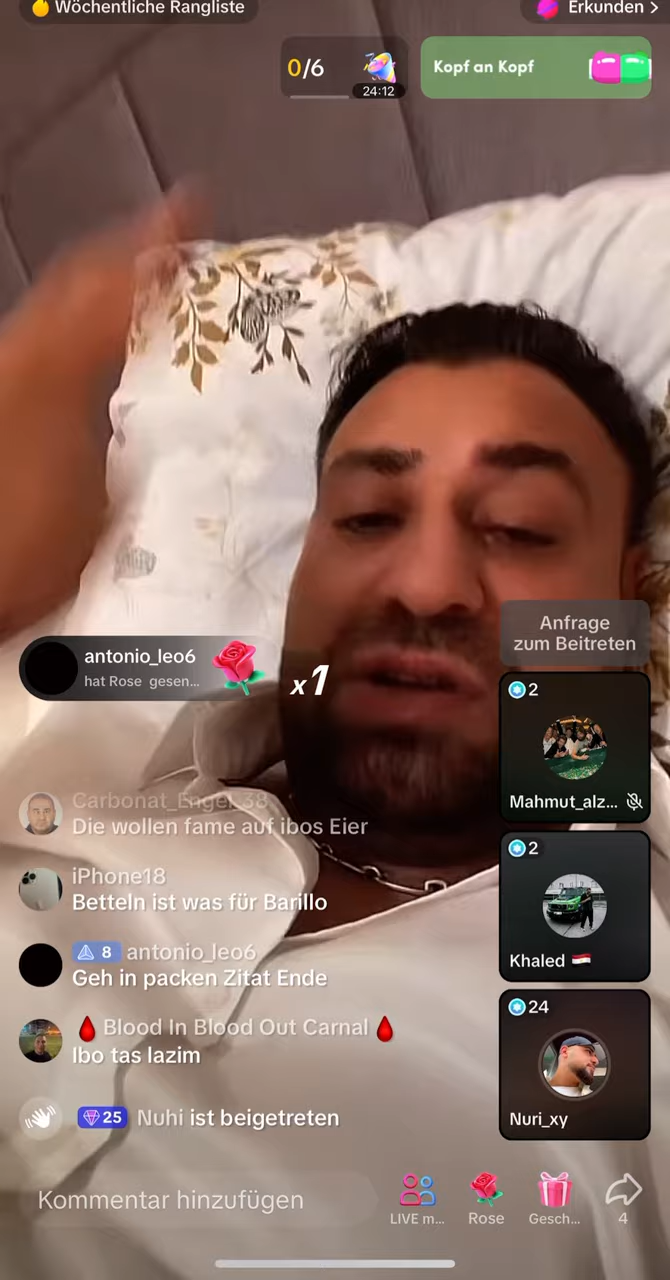 Wöchentliche Rangliste
Erkunden >
0/6
24:12
Kopf an Kopf
Anfrage
zum Beitreten
antonio_leo6
hat Rose gesen...
x1
2
Mahmut_alz...
Carbonat_Engel_38
Die wollen fame auf ibos Eier
2
iPhone18
Betteln ist was für Barillo
Khaled
8 antonio_leo6
Geh in packen Zitat Ende
24
Blood In Blood Out Carnal
Ibo tas lazim
Nuri_xy
25 Nuhi ist beigetreten
Kommentar hinzufügen
LIVE m...
Rose
Gesch...
4